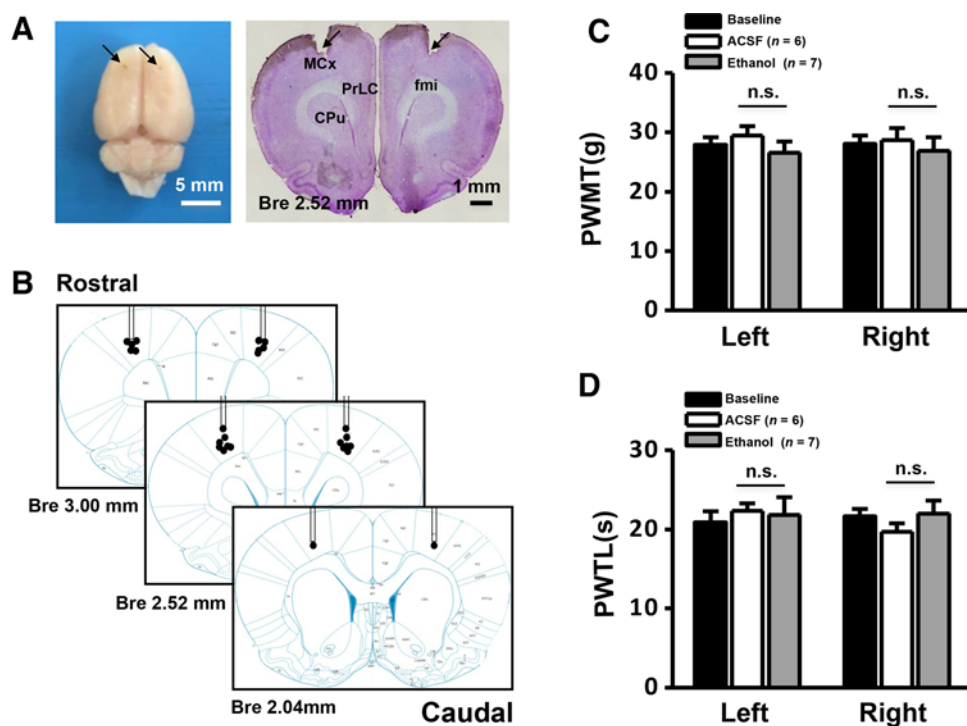 A
5 mm
MCx
PrLC
fmi
CPu
Bre 2.52 mm
1 mm
B
Rostral
Bre 3.00 mm
Bre 2.52 mm
Bre 2.04mm
Caudal
C
Baseline
ACSF (n = 6)
Ethanol (n = 7)
n.s.
n.s.
PWMT(g)
40
30
20
10
0
Left
Right
D
Baseline
ACSF (n = 6)
Ethanol (n = 7)
n.s.
n.s.
PWTL(s)
30
20
10
0
Left
Right